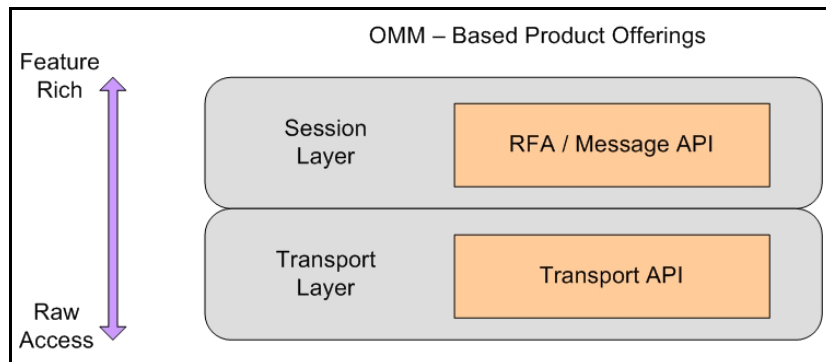 OMM – Based Product Offerings
Feature
Rich
Session
Layer
RFA / Message API
Transport
Layer
Transport API
Raw
Access